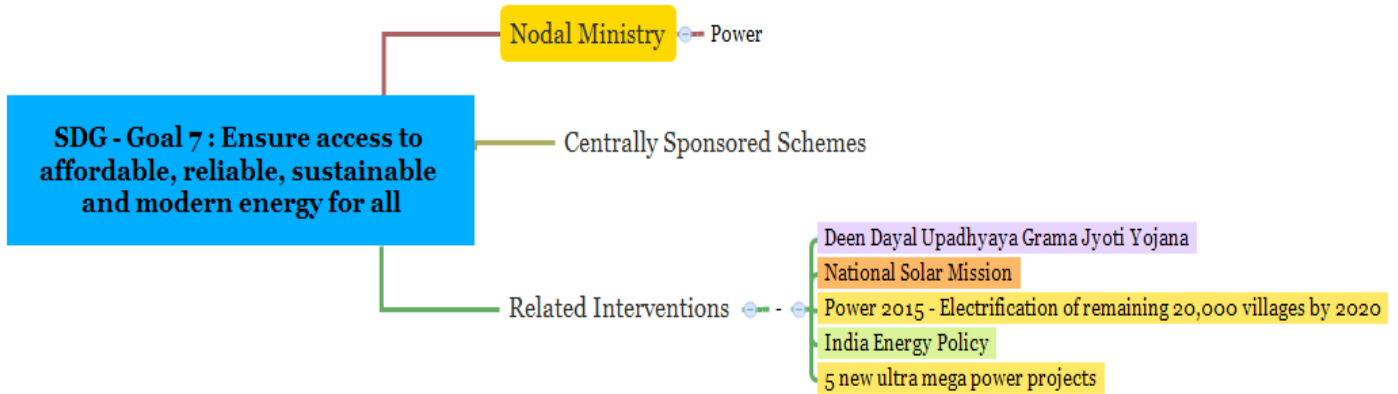 Nodal Ministry
Power
SDG - Goal 7 : Ensure access to
affordable, reliable, sustainable
and modern energy for all
Centrally Sponsored Schemes
Related Interventions
-
Deen Dayal Upadhyaya Grama Jyoti Yojana
National Solar Mission
Power 2015 - Electrification of remaining 20,000 villages by 2020
India Energy Policy
5 new ultra mega power projects